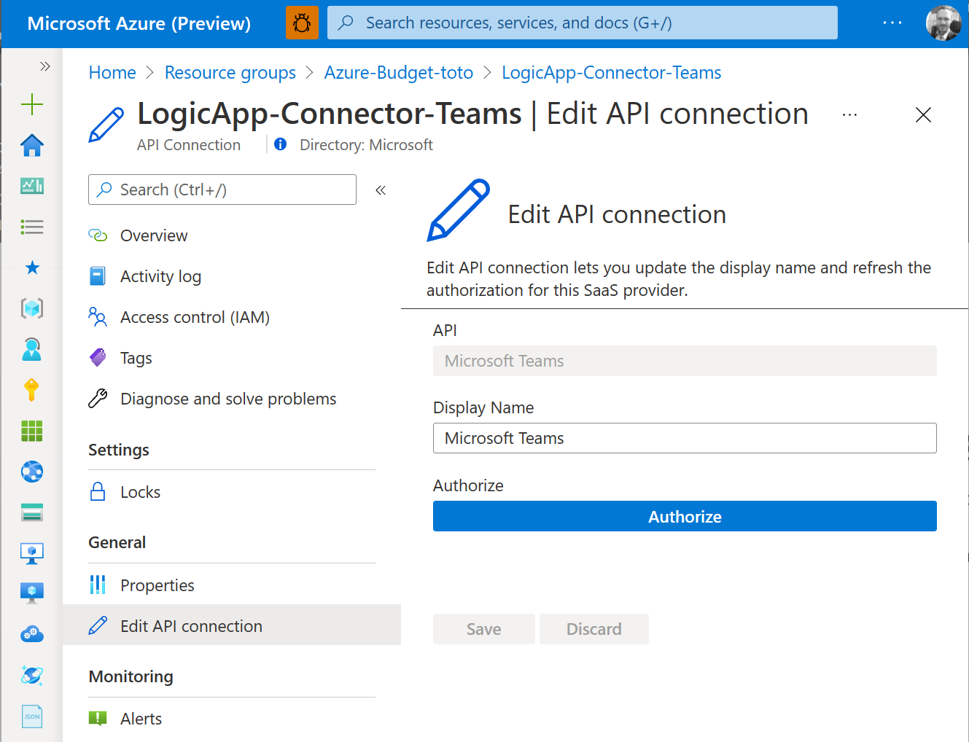 Microsoft Azure (Preview)
Search resources, services, and docs (G+/)
Home > Resource groups > Azure-Budget-toto > LogicApp-Connector-Teams
LogicApp-Connector-Teams | Edit API connection
API Connection
Directory: Microsoft
Search (Ctrl+/)
Overview
Activity log
Access control (IAM)
Tags
Diagnose and solve problems
Settings
Locks
General
Properties
Edit API connection
Monitoring
Alerts
Edit API connection
Edit API connection lets you update the display name and refresh the
authorization for this SaaS provider.
API
Microsoft Teams
Display Name
Microsoft Teams
Authorize
Authorize
Save
Discard
JSON